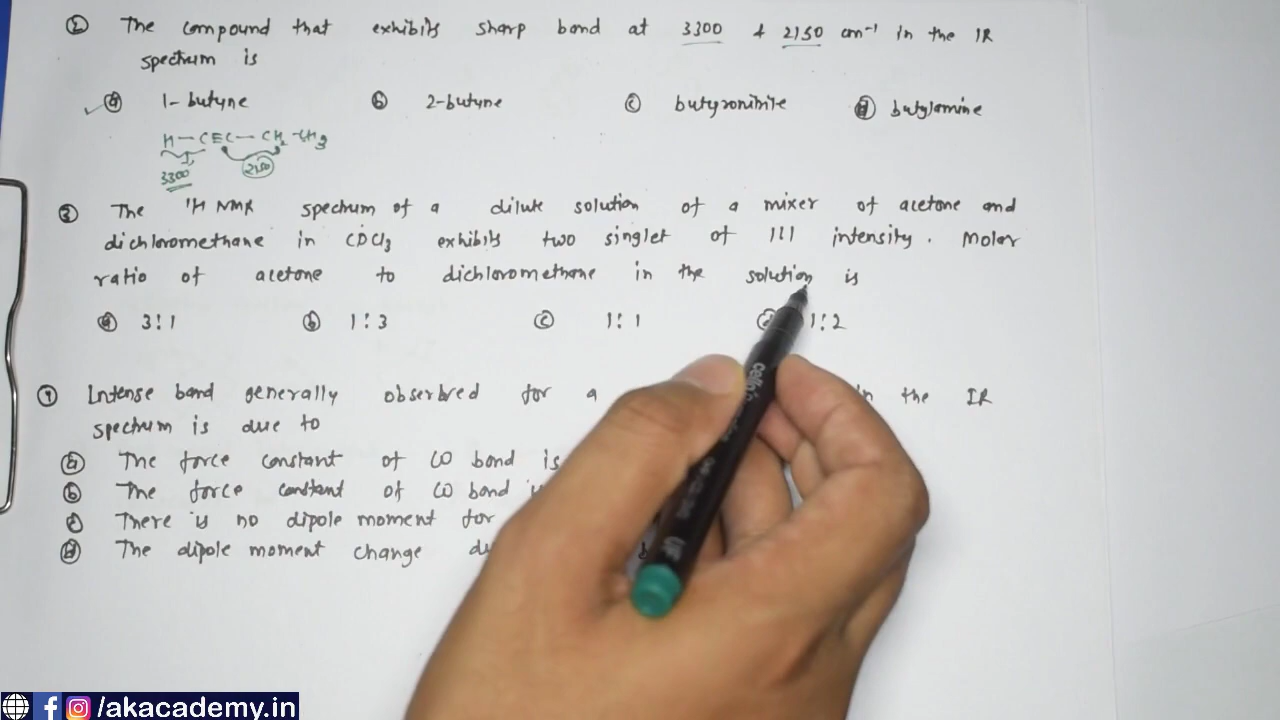 ② The compound that exhibits sharp bond at 3300 & 2150 cm⁻¹ in the IR
spectrum is
ⓐ 1- butyne ⓑ 2-butyne ⓒ butyronitrite ⓓ butylamine
H — C≡C — CH₂ - CH₃
3300 2150
③ The ¹H NMR spectrum of a dilute solution of a mixer of acetone and
dichloromethane in CDCl₃ exhibits two singlet of 1:1 intensity. Molar
ratio of acetone to dichloromethane in the solution is
ⓐ 3:1 ⓑ 1:3 ⓒ 1:1 ⓓ 1:2
Intense band generally obserbred for a the IR
spectrum is due to
ⓐ The force constant of CO bond is
ⓑ The force constant of CO bond
ⓒ There is no dipole moment for
ⓓ The dipole moment change
cello
/akacademy.in